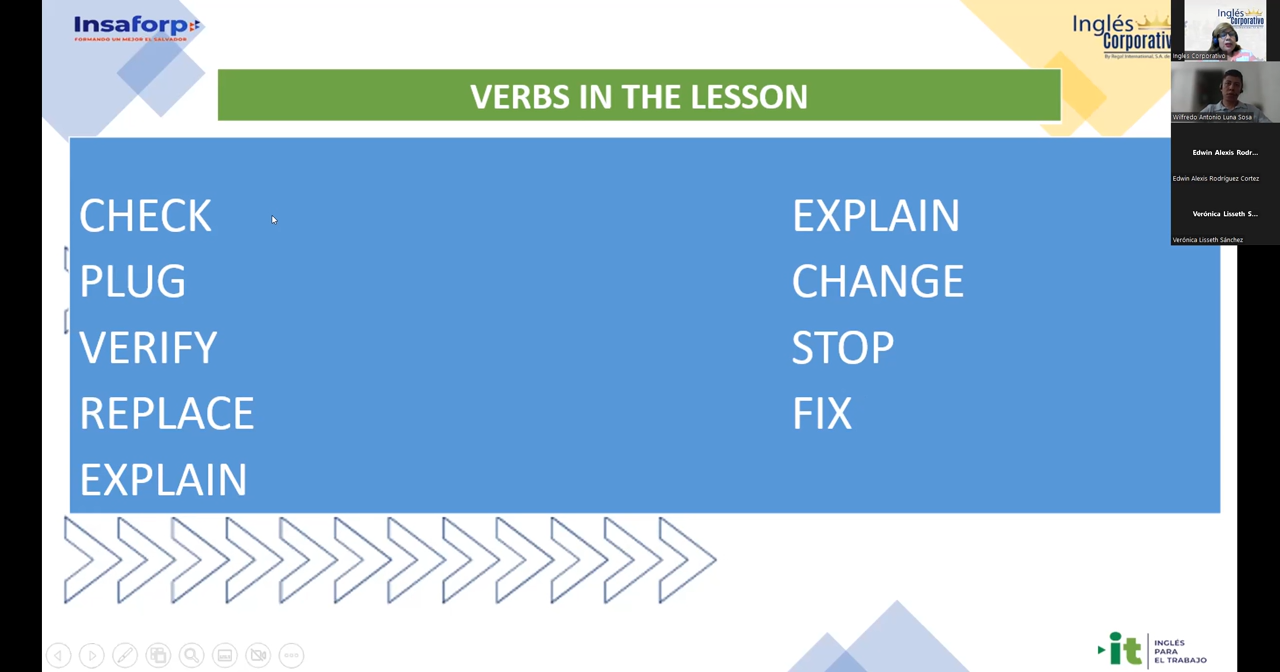 Insaforp
FORMANDO UN MEJOR EL SALVADOR
Inglés
Corporativo
VERBS IN THE LESSON
CHECK
PLUG
VERIFY
REPLACE
EXPLAIN
EXPLAIN
CHANGE
STOP
FIX
INGLÉS
PARA
EL TRABAJO
it
Inglés
Corporativo
Ingles Corporativo
Wilfredo Antonio Luna Sosa
Edwin Alexis Rodr...
Edwin Alexis Rodríguez Cortez
Verónica Lisseth S...
Verónica Lisseth Sánchez